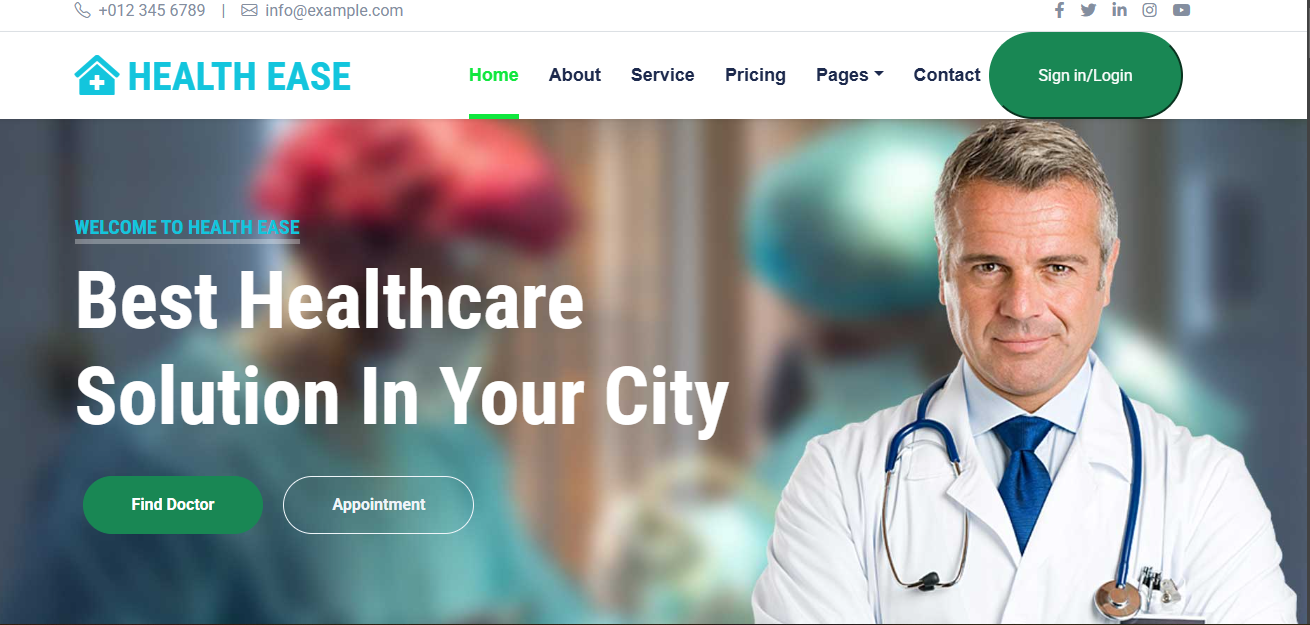 +012 345 6789 | info@example.com
HEALTH EASE
Home About Service Pricing Pages Contact Sign in/Login
WELCOME TO HEALTH EASE
Best Healthcare
Solution In Your City
Find Doctor Appointment